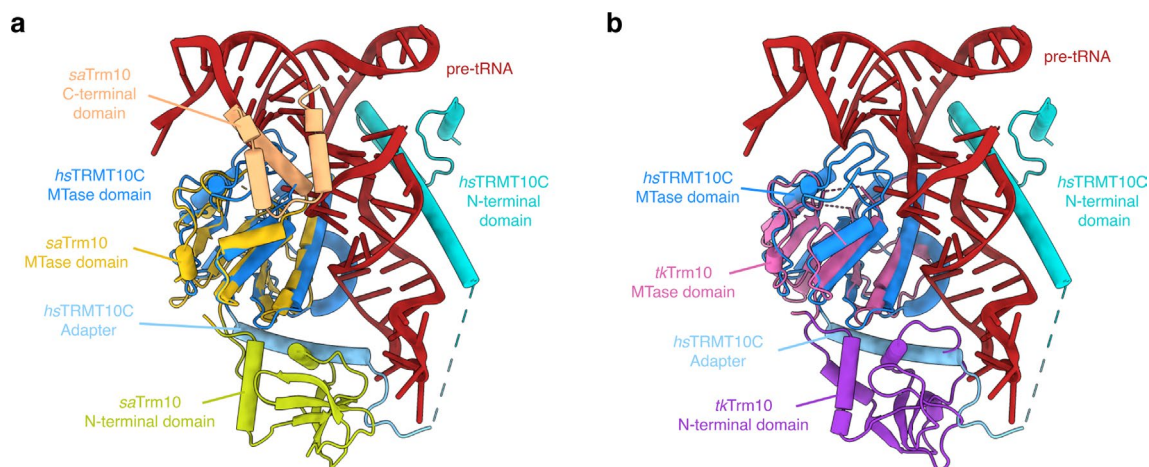 a
pre-tRNA
saTrm10
C-terminal
domain
hsTRMT10C
MTase domain
hsTRMT10C
N-terminal
domain
saTrm10
MTase domain
hsTRMT10C
Adapter
saTrm10
N-terminal domain
b
pre-tRNA
hsTRMT10C
MTase domain
hsTRMT10C
N-terminal
domain
tkTrm10
MTase domain
hsTRMT10C
Adapter
tkTrm10
N-terminal domain